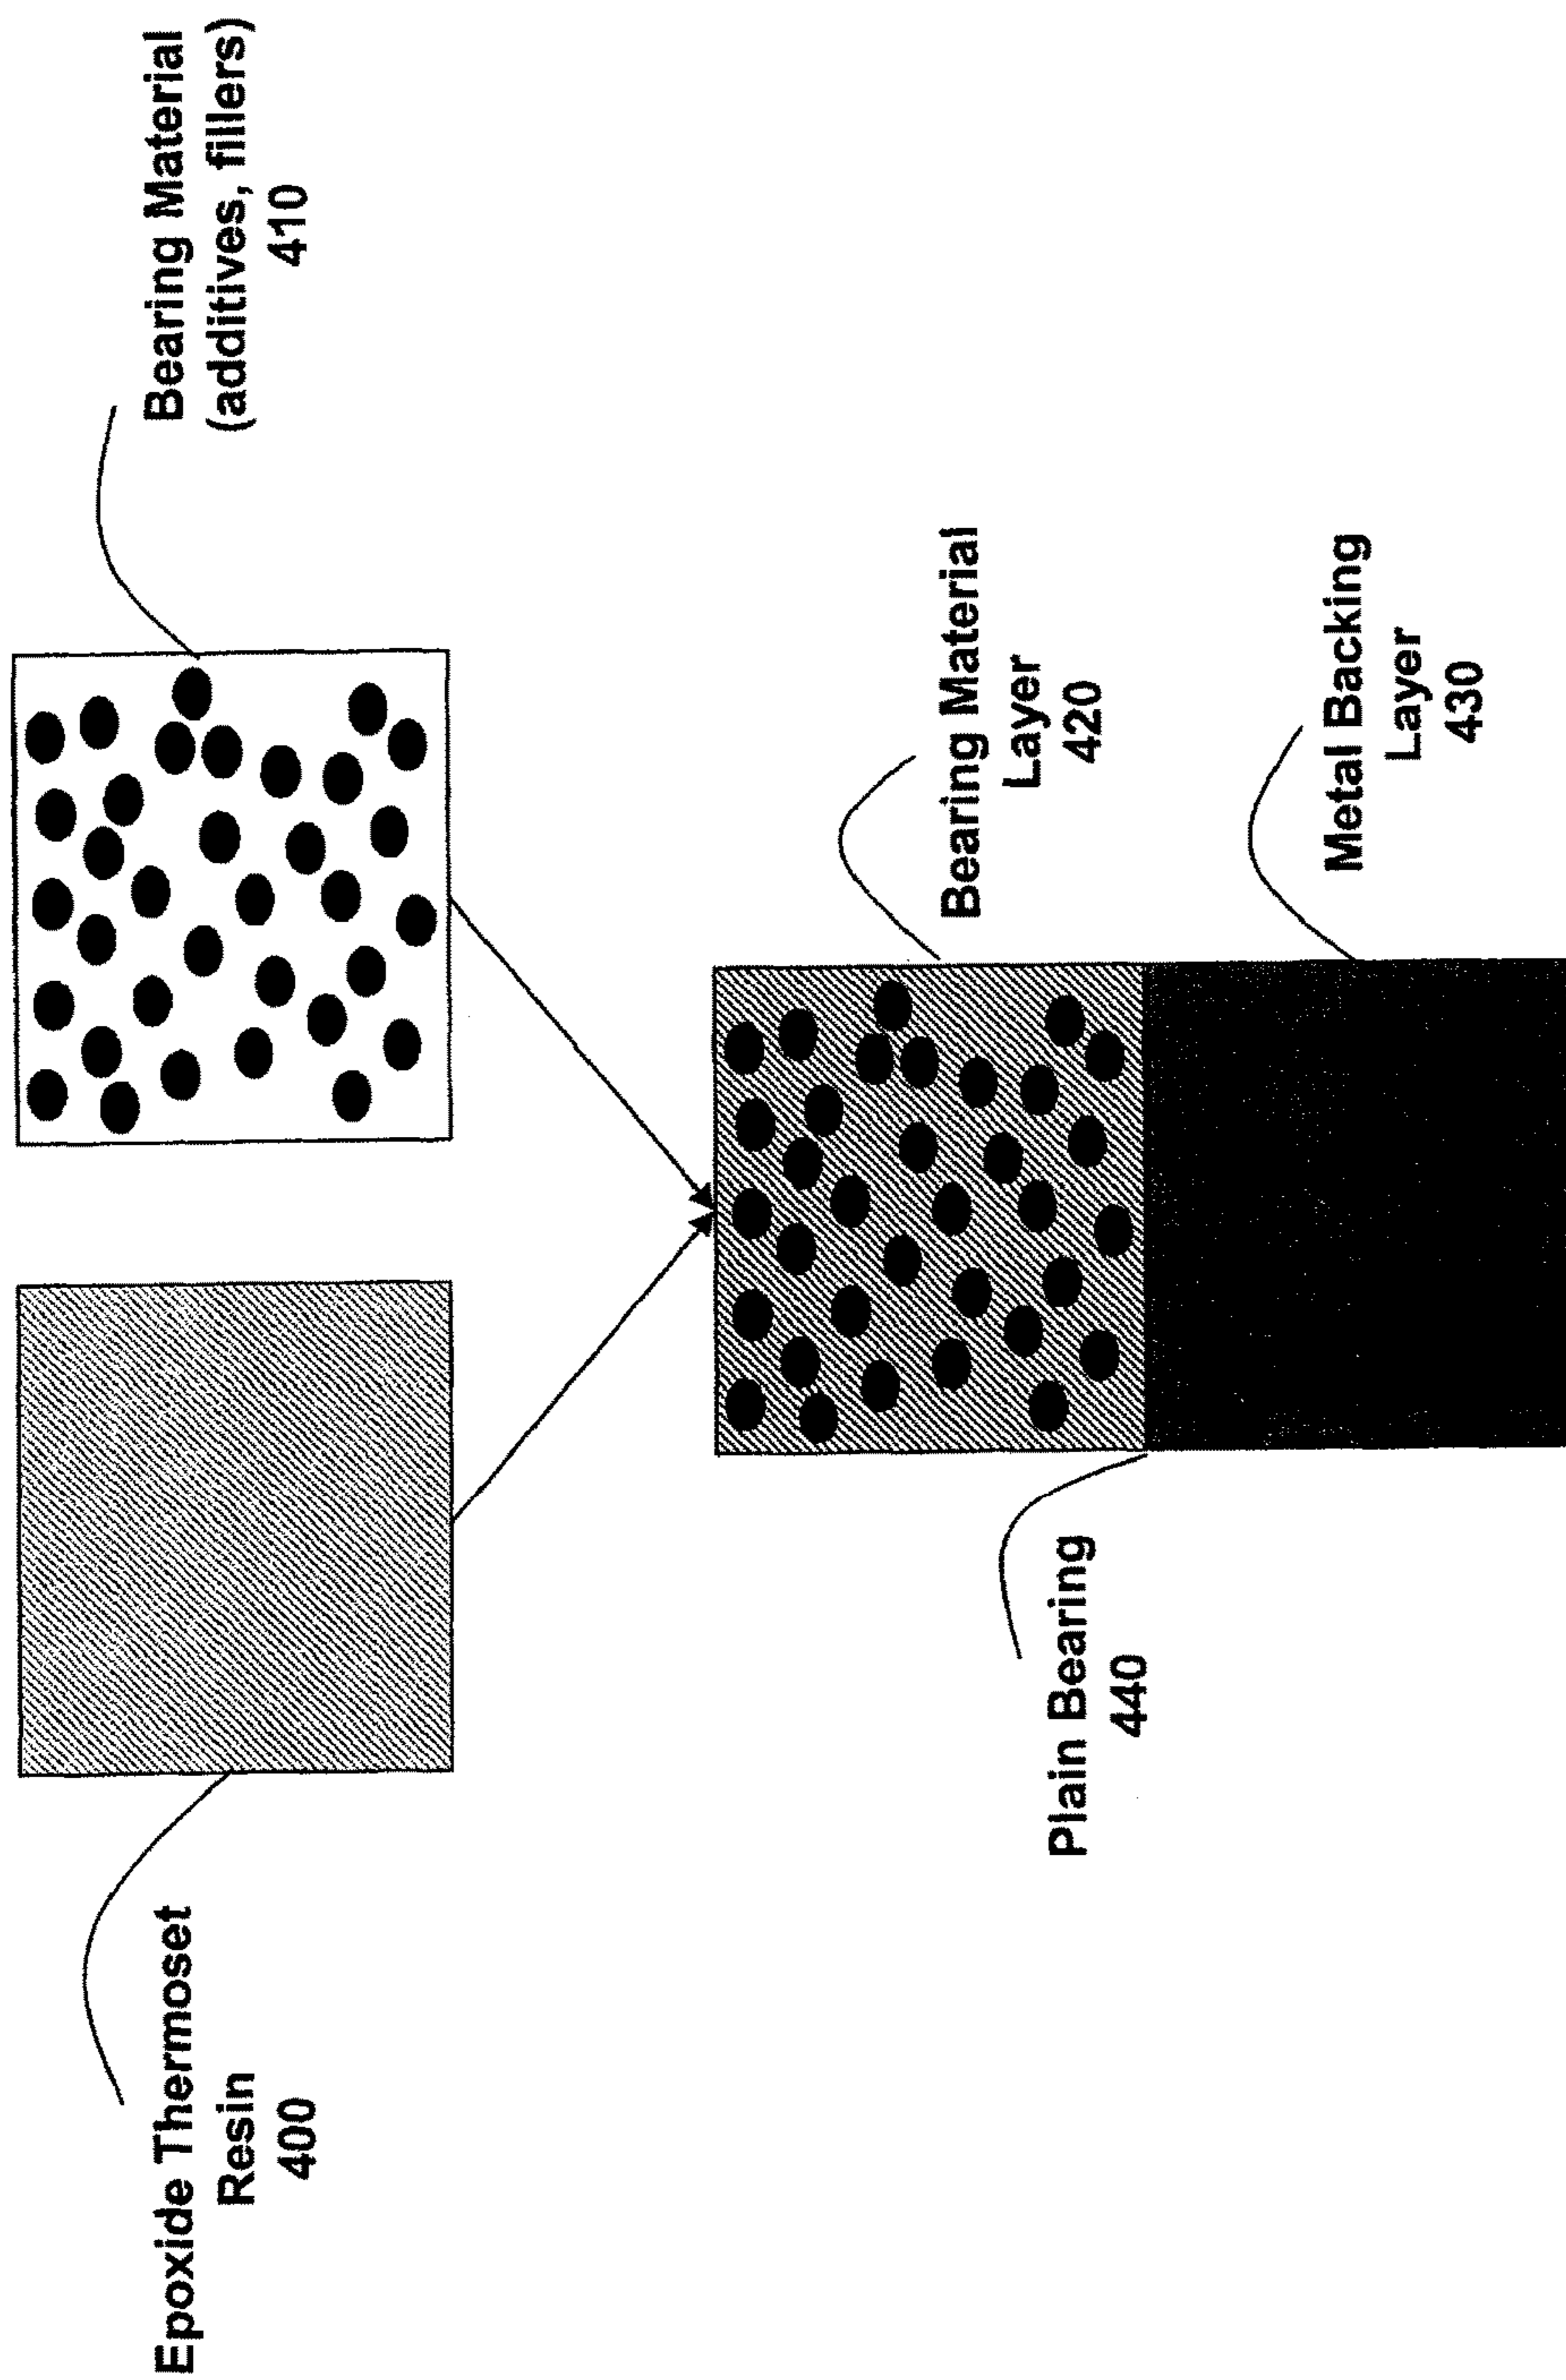 Epoxide Thermoset
Resin
400
Bearing Material
(additives, fillers)
410
Plain Bearing
440
Bearing Material
Layer
420
Metal Backing
Layer
430